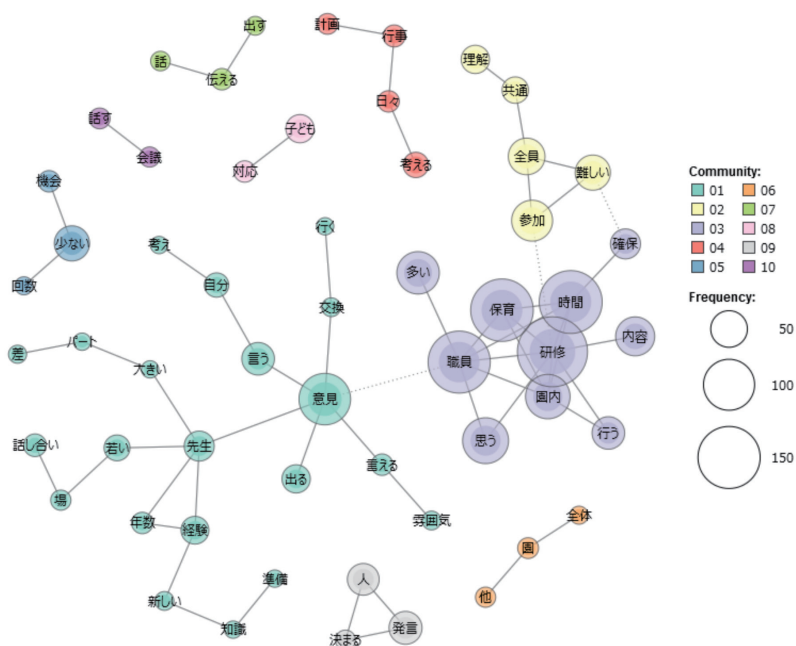 出す
話
伝える
計画
行事
日々
考える
理解
共通
全員
難しい
参加
確保
話す
会議
子ども
対応
機会
少ない
回数
考え
自分
言う
行く
交換
意見
多い
保育
時間
職員
研修
内容
園内
思う
行う
差
パート
大きい
話し合い
若い
先生
場
年数
経験
出る
言える
雰囲気
新しい
知識
準備
人
発言
決まる
全体
園
他
Community:
01 06
02 07
03 08
04 09
05 10
Frequency:
50
100
150